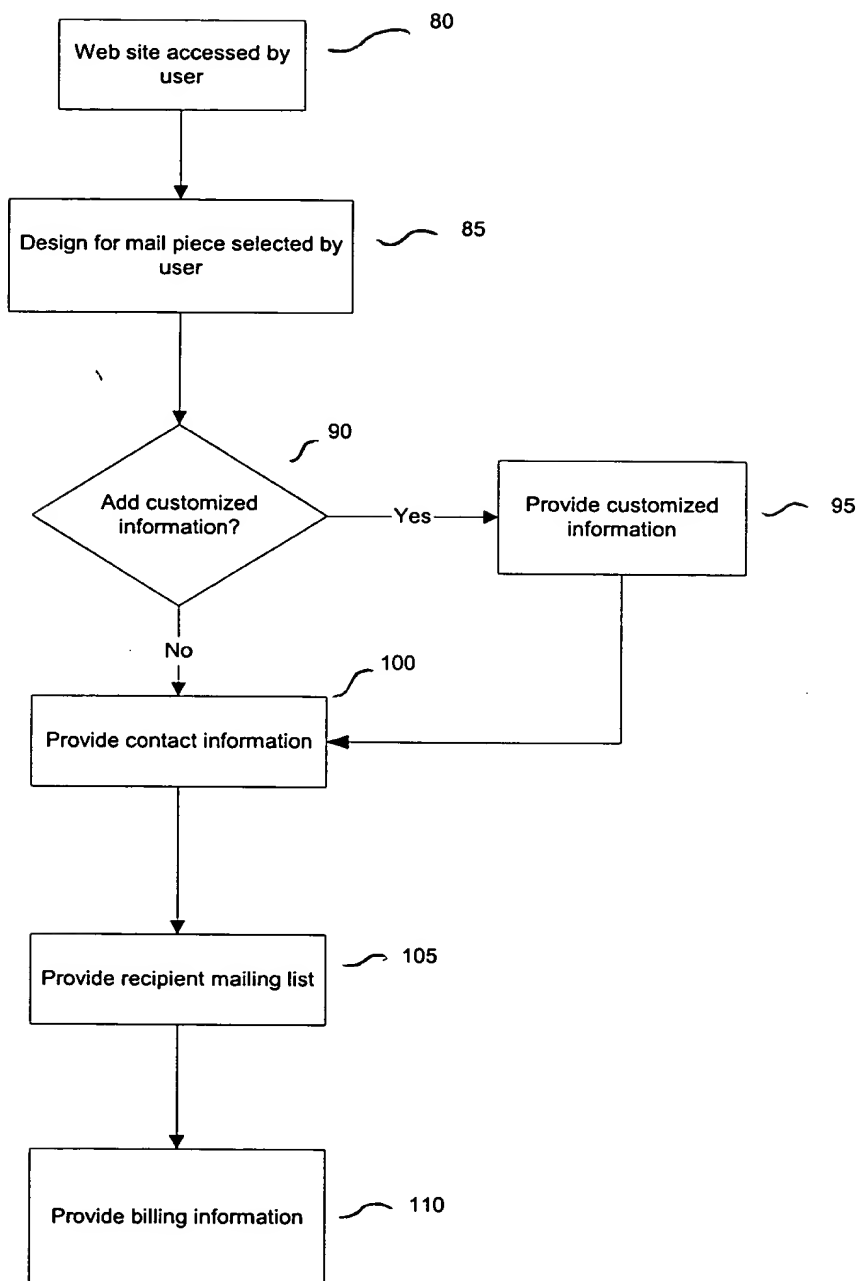 80
Web site accessed by
user
85
Design for mail piece selected by
user
90
Add customized
information?
Yes
Provide customized
information
95
No
100
Provide contact information
105
Provide recipient mailing list
Provide billing information
110